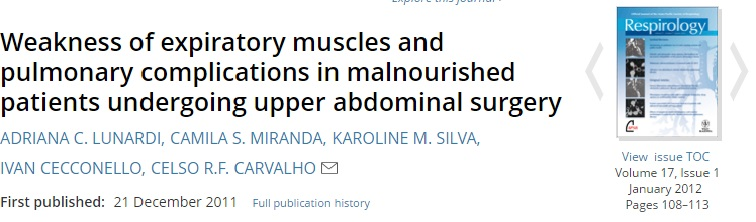 Weakness of expiratory muscles and
pulmonary complications in malnourished
patients undergoing upper abdominal surgery
ADRIANA C. LUNARDI, CAMILA S. MIRANDA, KAROLINE M. SILVA,
IVAN CECCONELLO, CELSO R.F. CARVALHO
First published: 21 December 2011 Full publication history
Respirology
View issue TOC
Volume 17, Issue 1
January 2012
Pages 108–113